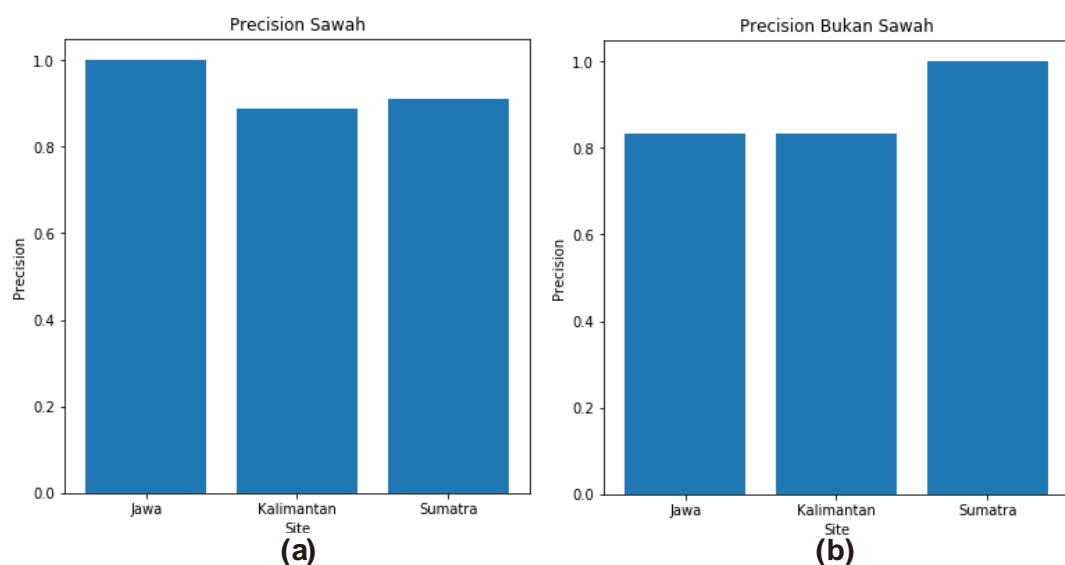 Precision Sawah
1.0
0.8
0.6
0.4
0.2
0.0
Precision
Jawa Kalimantan Sumatra
Site
(a)
Precision Bukan Sawah
1.0
0.8
0.6
0.4
0.2
0.0
Precision
Jawa Kalimantan Sumatra
Site
(b)